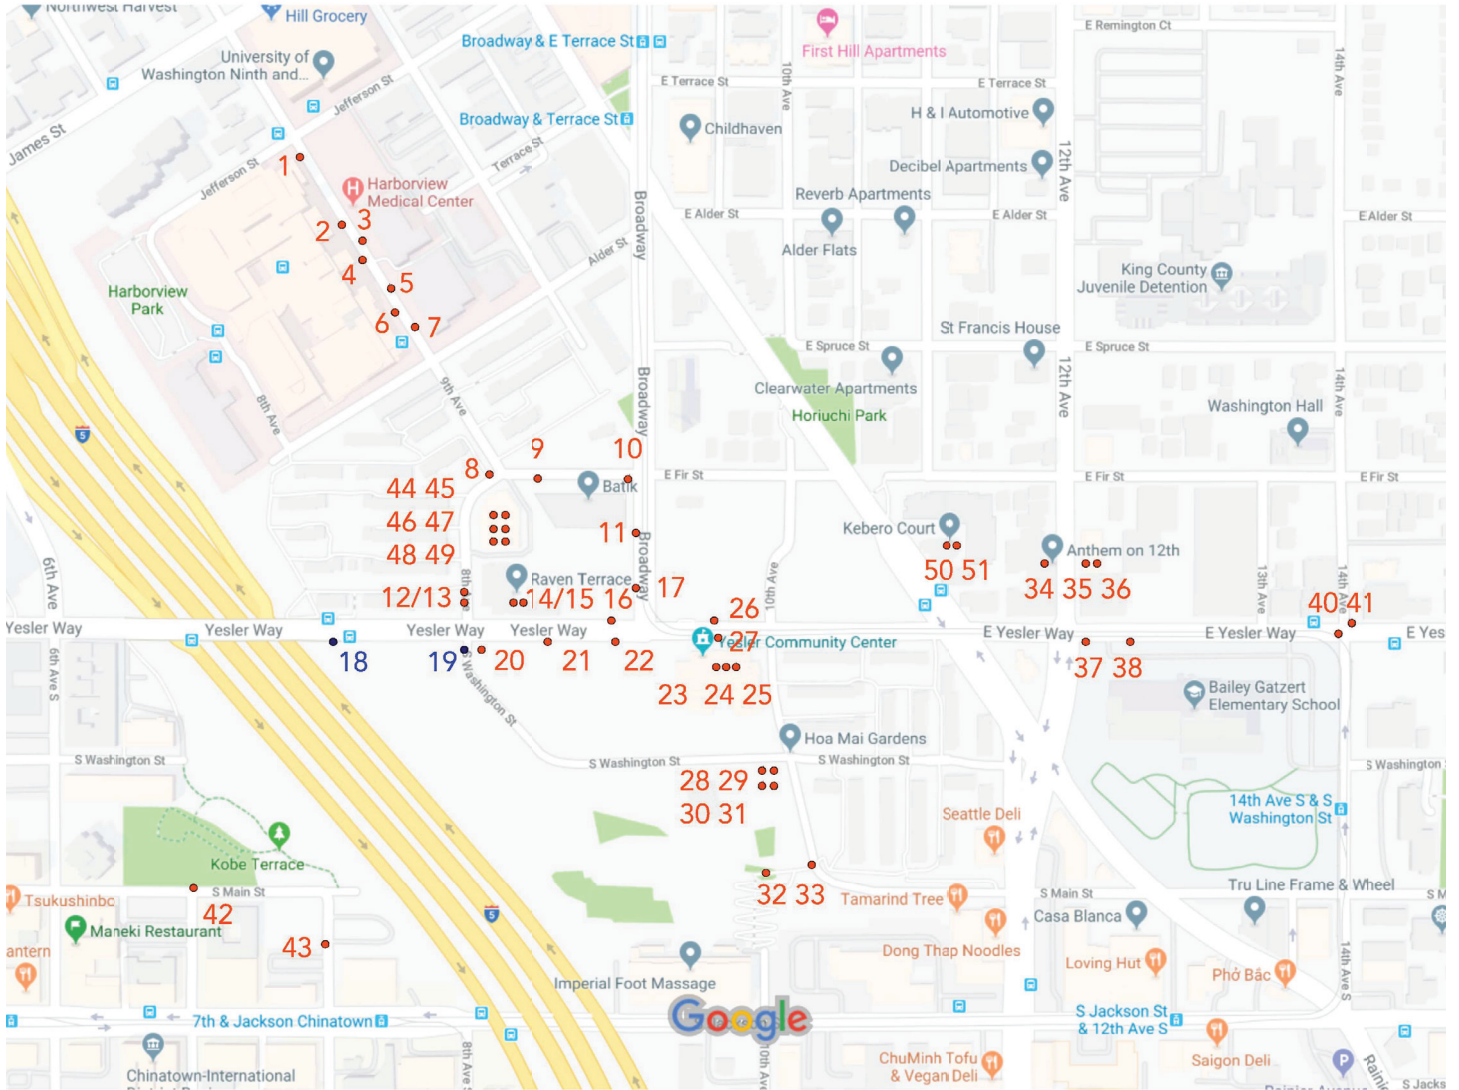 Northwest Harvest
Hill Grocery
University of
Washington Ninth and...
Broadway & E Terrace St
First Hill Apartments
E Remington Ct
14th Ave
Jefferson St
E Terrace St
10th Ave
E Terrace St
H & I Automotive
Broadway & Terrace St
Childhaven
James St
Terrace St
12th Ave
Decibel Apartments
Jefferson St
1
Harborview
Medical Center
Reverb Apartments
Broadway
E Alder St
E Alder St
E Alder St
2
3
Alder St
Alder Flats
4
King County
Juvenile Detention
Harborview
Park
5
6
7
St Francis House
E Spruce St
E Spruce St
Clearwater Apartments
9th Ave
8th Ave
Broadway
12th Ave
14th Ave
Horiuchi Park
Washington Hall
5
8
9
10
E Fir St
E Fir St
E Fir St
44 45
Batik
46 47
Kebero Court
11
Broadway
48 49
Anthem on 12th
6th Ave
8th Ave
Raven Terrace
10th Ave
50 51
34 35 36
13th Ave
14th Ave
12/13
14/15 16
17
26
40 41
Yesler Way
Yesler Way
Yesler Way
Yesler Way
E Yesler Way
E Yesler Way
E Yes
27
Yesler Community Center
18
19
20
21
22
37 38
6th Ave S
S Washington St
23
24 25
Bailey Gatzert
Elementary School
Hoa Mai Gardens
S Washington St
S Washington St
S Washington St
S Washington
28 29
30 31
Seattle Deli
14th Ave S & S
Washington St
Kobe Terrace
S Main St
32 33
Tamarind Tree
S Main St
Tru Line Frame & Wheel
S M
Tsukushinbo
42
Casa Blanca
Maneki Restaurant
5
43
Dong Thap Noodles
antern
Loving Hut
Phở Bắc
14th Ave S
Imperial Foot Massage
Google
7th & Jackson Chinatown
S Jackson St
& 12th Ave S
8th Ave S
10th Ave
ChuMinh Tofu
& Vegan Deli
Saigon Deli
Chinatown-International
S Jacks